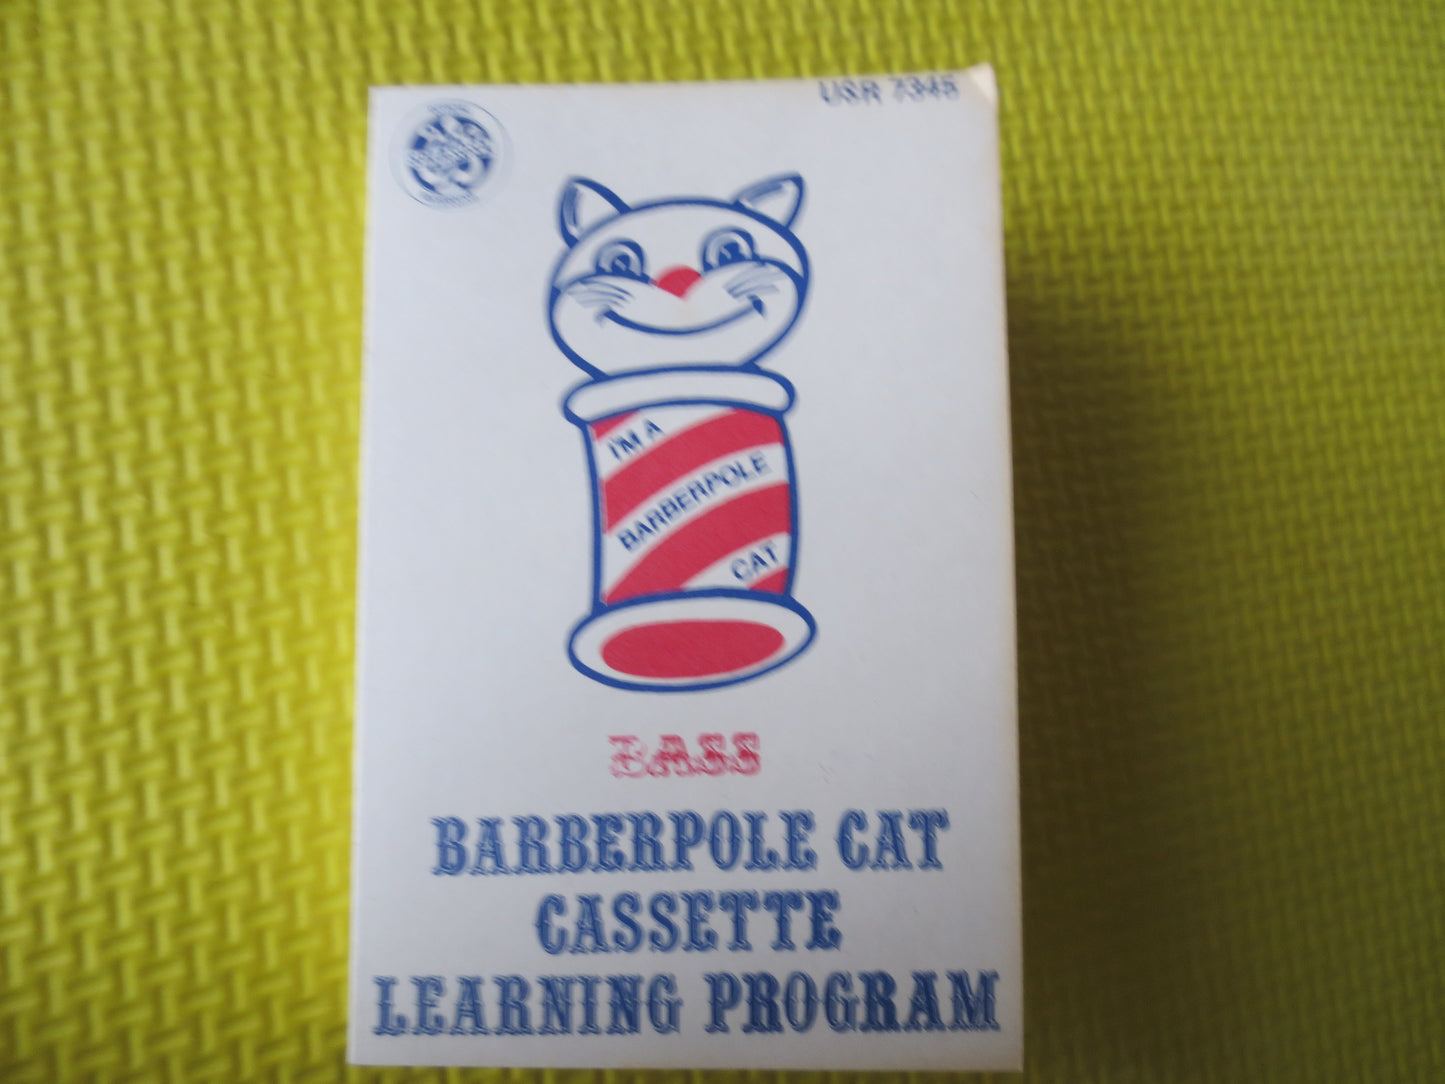 USR 7345
I'M A
BARBERPOLE
CAT
BASS
BARBERPOLE CAT
CASSETTE
LEARNING PROGRAM